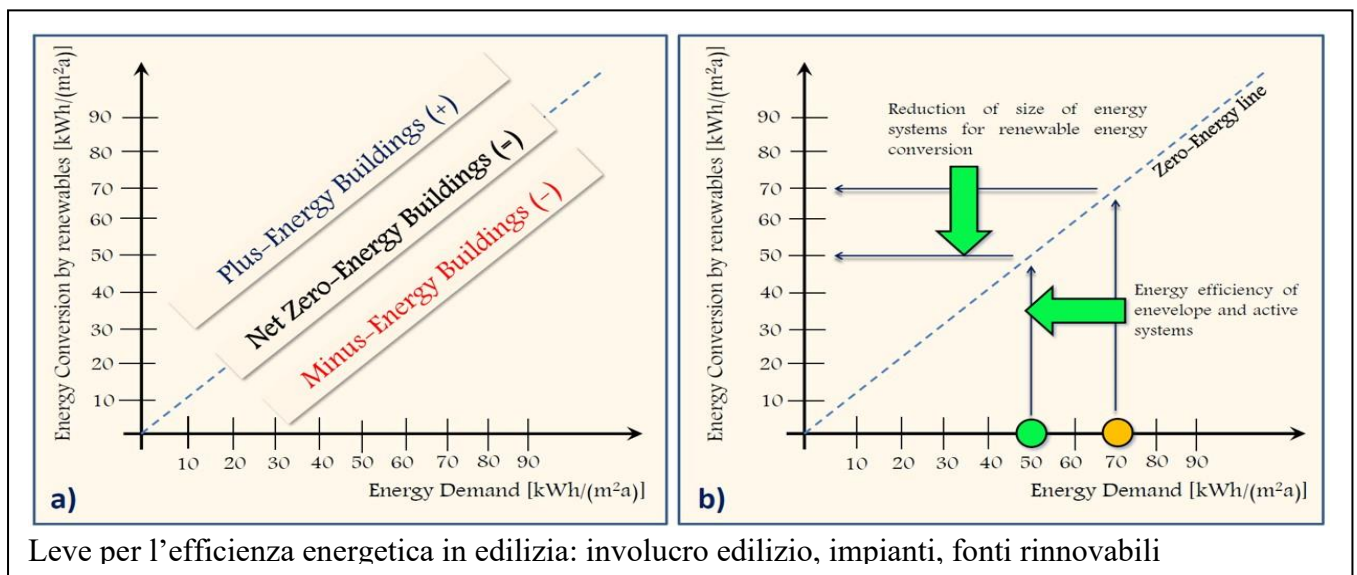 Energy Conversion by renewables [kWh/(m²a)]
90
80
70
60
50
40
30
20
10
Plus-Energy Buildings (+)
Net Zero-Energy Buildings (=)
Minus-Energy Buildings (-)
10 20 30 40 50 60 70 80 90
Energy Demand [kWh/(m²a)]
a)
Energy Conversion by renewables [kWh/(m²a)]
90
80
70
60
50
40
30
20
10
Reduction of size of energy
systems for renewable energy
conversion
Zero-Energy line
Energy efficiency of
enevelope and active
systems
10 20 30 40 50 60 70 80 90
Energy Demand [kWh/(m²a)]
b)
Leve per l’efficienza energetica in edilizia: involucro edilizio, impianti, fonti rinnovabili